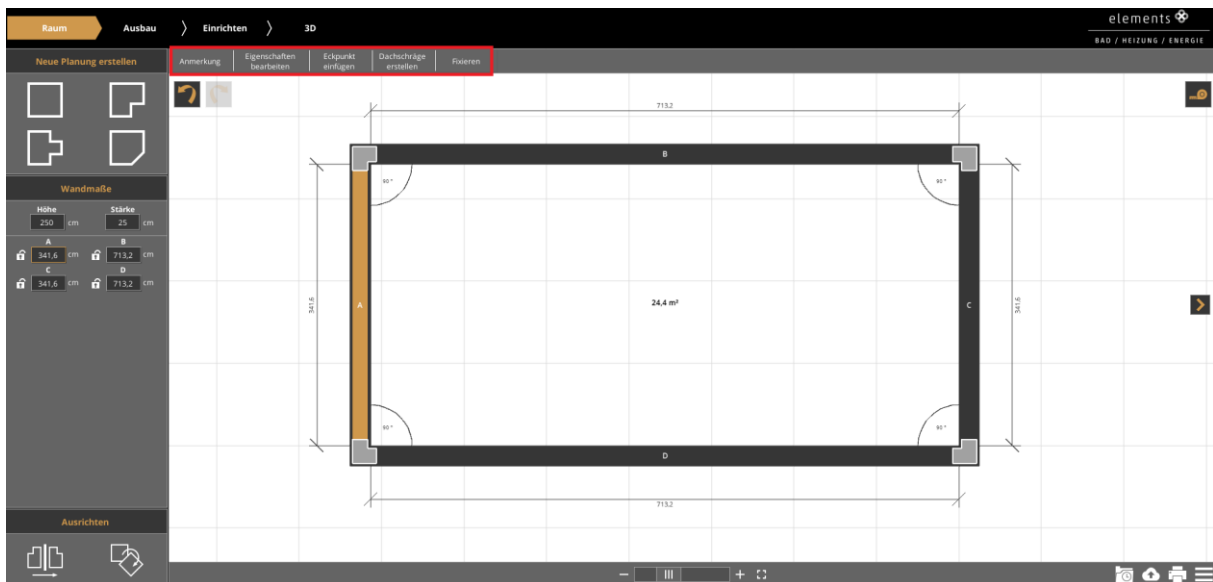 Raum
Ausbau
Einrichten
3D
elements
BAD / HEIZUNG / ENERGIE
Neue Planung erstellen
Anmerkung
Eigenschaften
bearbeiten
Eckpunkt
einfügen
Dachschräge
erstellen
Fixieren
713,2
B
90 °
90 °
Wandmaße
Höhe Stärke
250 cm 25 cm
A B
341,6 cm 713,2 cm
C D
341,6 cm 713,2 cm
341,6
A
24,4 m²
C
341,6
90 °
90 °
D
713,2
Ausrichten